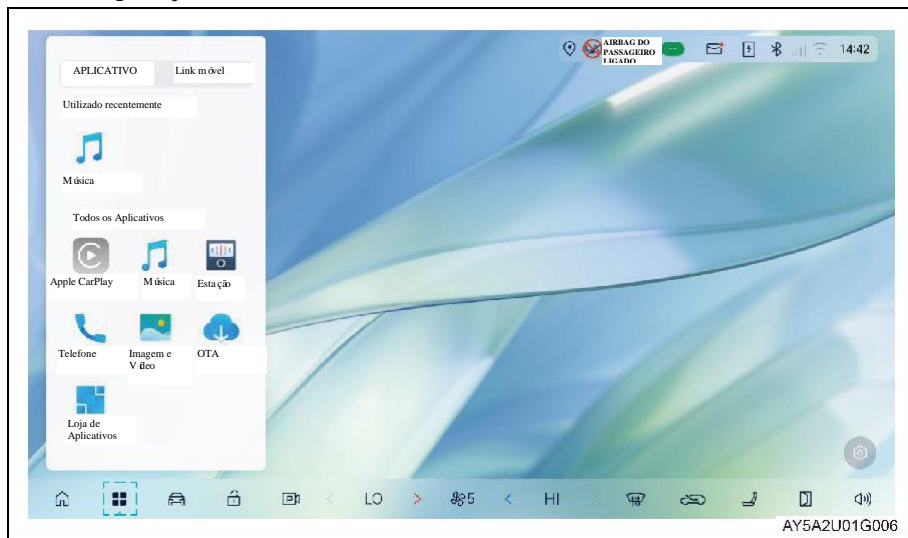 AIRBAG DO
PASSAGEIRO
LIGADO
14:42
APLICATIVO
Link móvel
Utilizado recentemente
Música
Todos os Aplicativos
Apple CarPlay
Música
Estação
Telefone
Imagem e
Vídeo
OTA
Loja de
Aplicativos
LO
5
HI
AY5A2U01G006